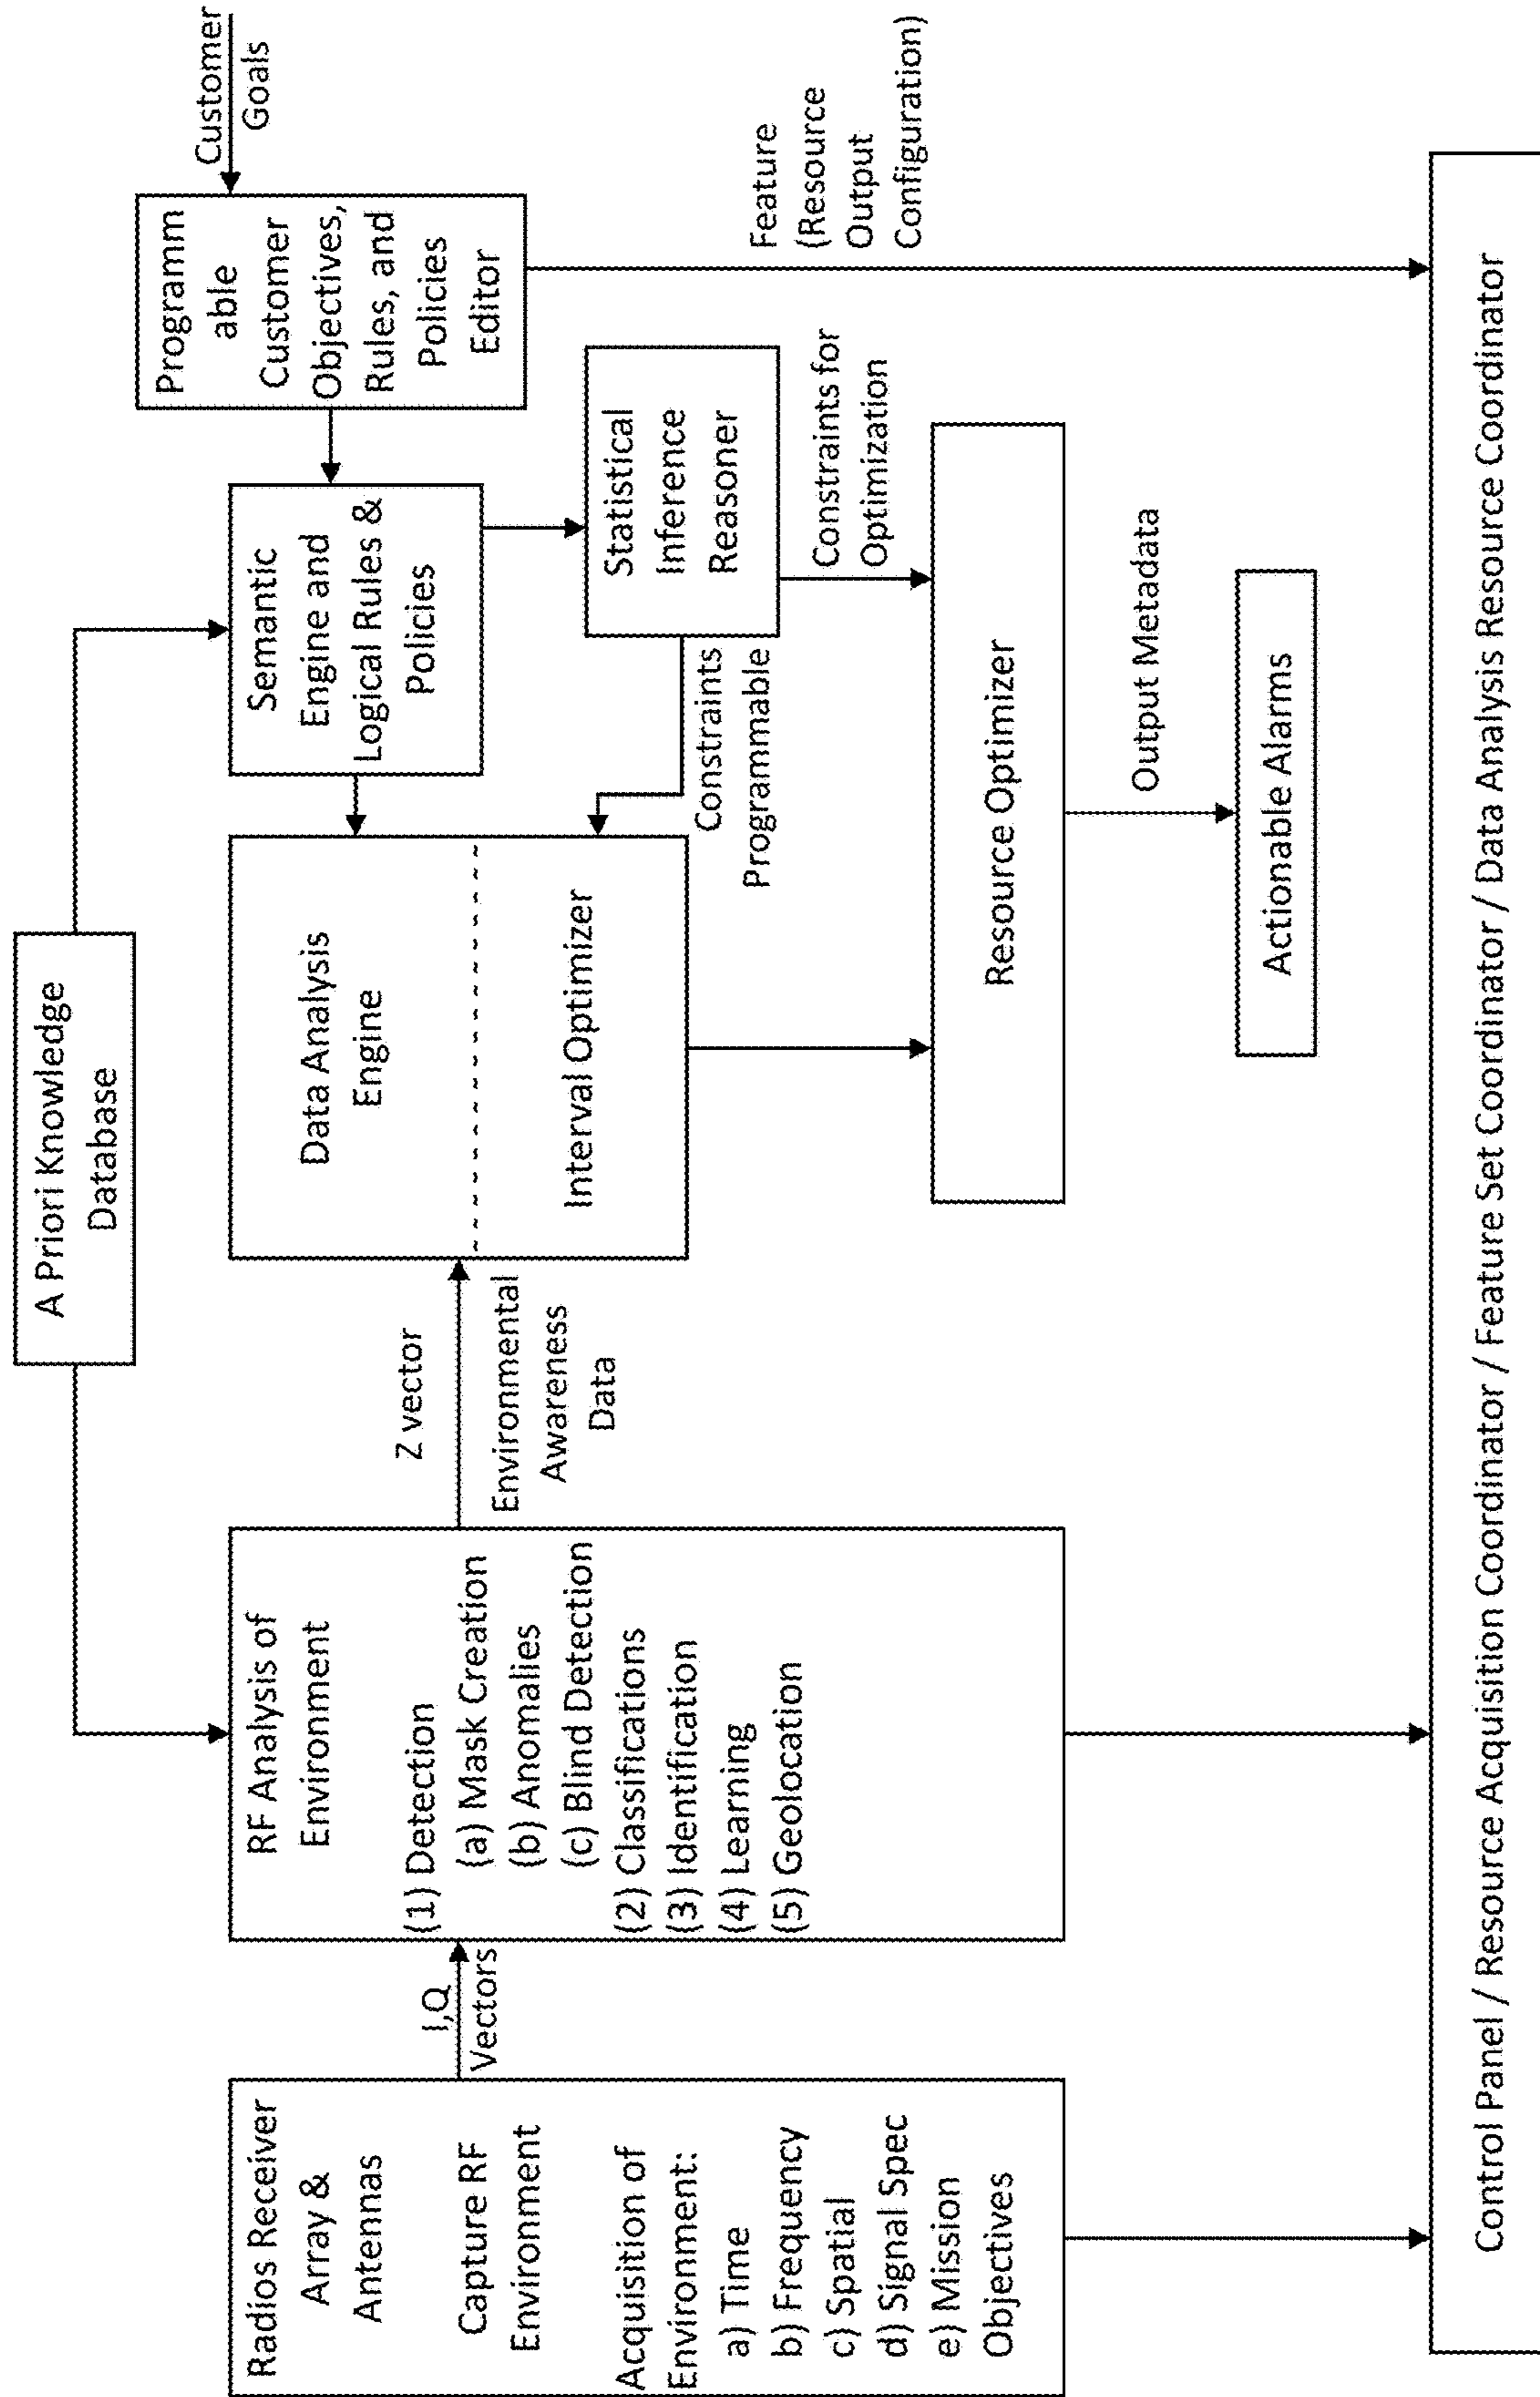 A Priori Knowledge
Database
Customer
Goals
Radios Receiver
Array &
Antennas
Capture RF
Environment
Acquisition of
Environment:
a) Time
b) Frequency
c) Spatial
d) Signal Spec
e) Mission
Objectives
I,Q
Vectors
RF Analysis of
Environment
(1) Detection
(a) Mask Creation
(b) Anomalies
(c) Blind Detection
(2) Classifications
(3) Identification
(4) Learning
(5) Geolocation
Z vector
Environmental
Awareness
Data
Data Analysis
Engine
Interval Optimizer
Semantic
Engine and
Logical Rules &
Policies
Programm
able
Customer
Objectives,
Rules, and
Policies
Editor
Statistical
Inference
Reasoner
Constraints
Programmable
Constraints for
Optimization
Feature
(Resource
Output
Configuration)
Resource Optimizer
Output Metadata
Actionable Alarms
Control Panel / Resource Acquisition Coordinator / Feature Set Coordinator / Data Analysis Resource Coordinator